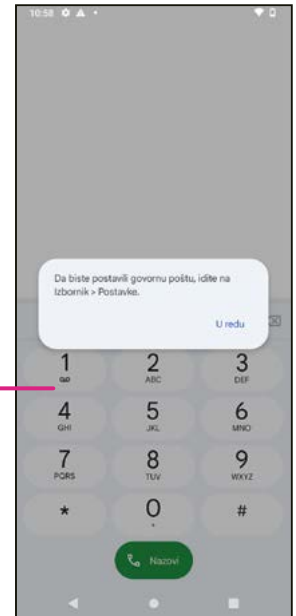 10:58
Da biste postavili govornu poštu, idite na
Izbornik > Postavke.
U redu
1 2 3
ABC DEF
4 5 6
GHI JKL MNO
7 8 9
PQRS TUV WXYZ
* 0 #
Nazovi